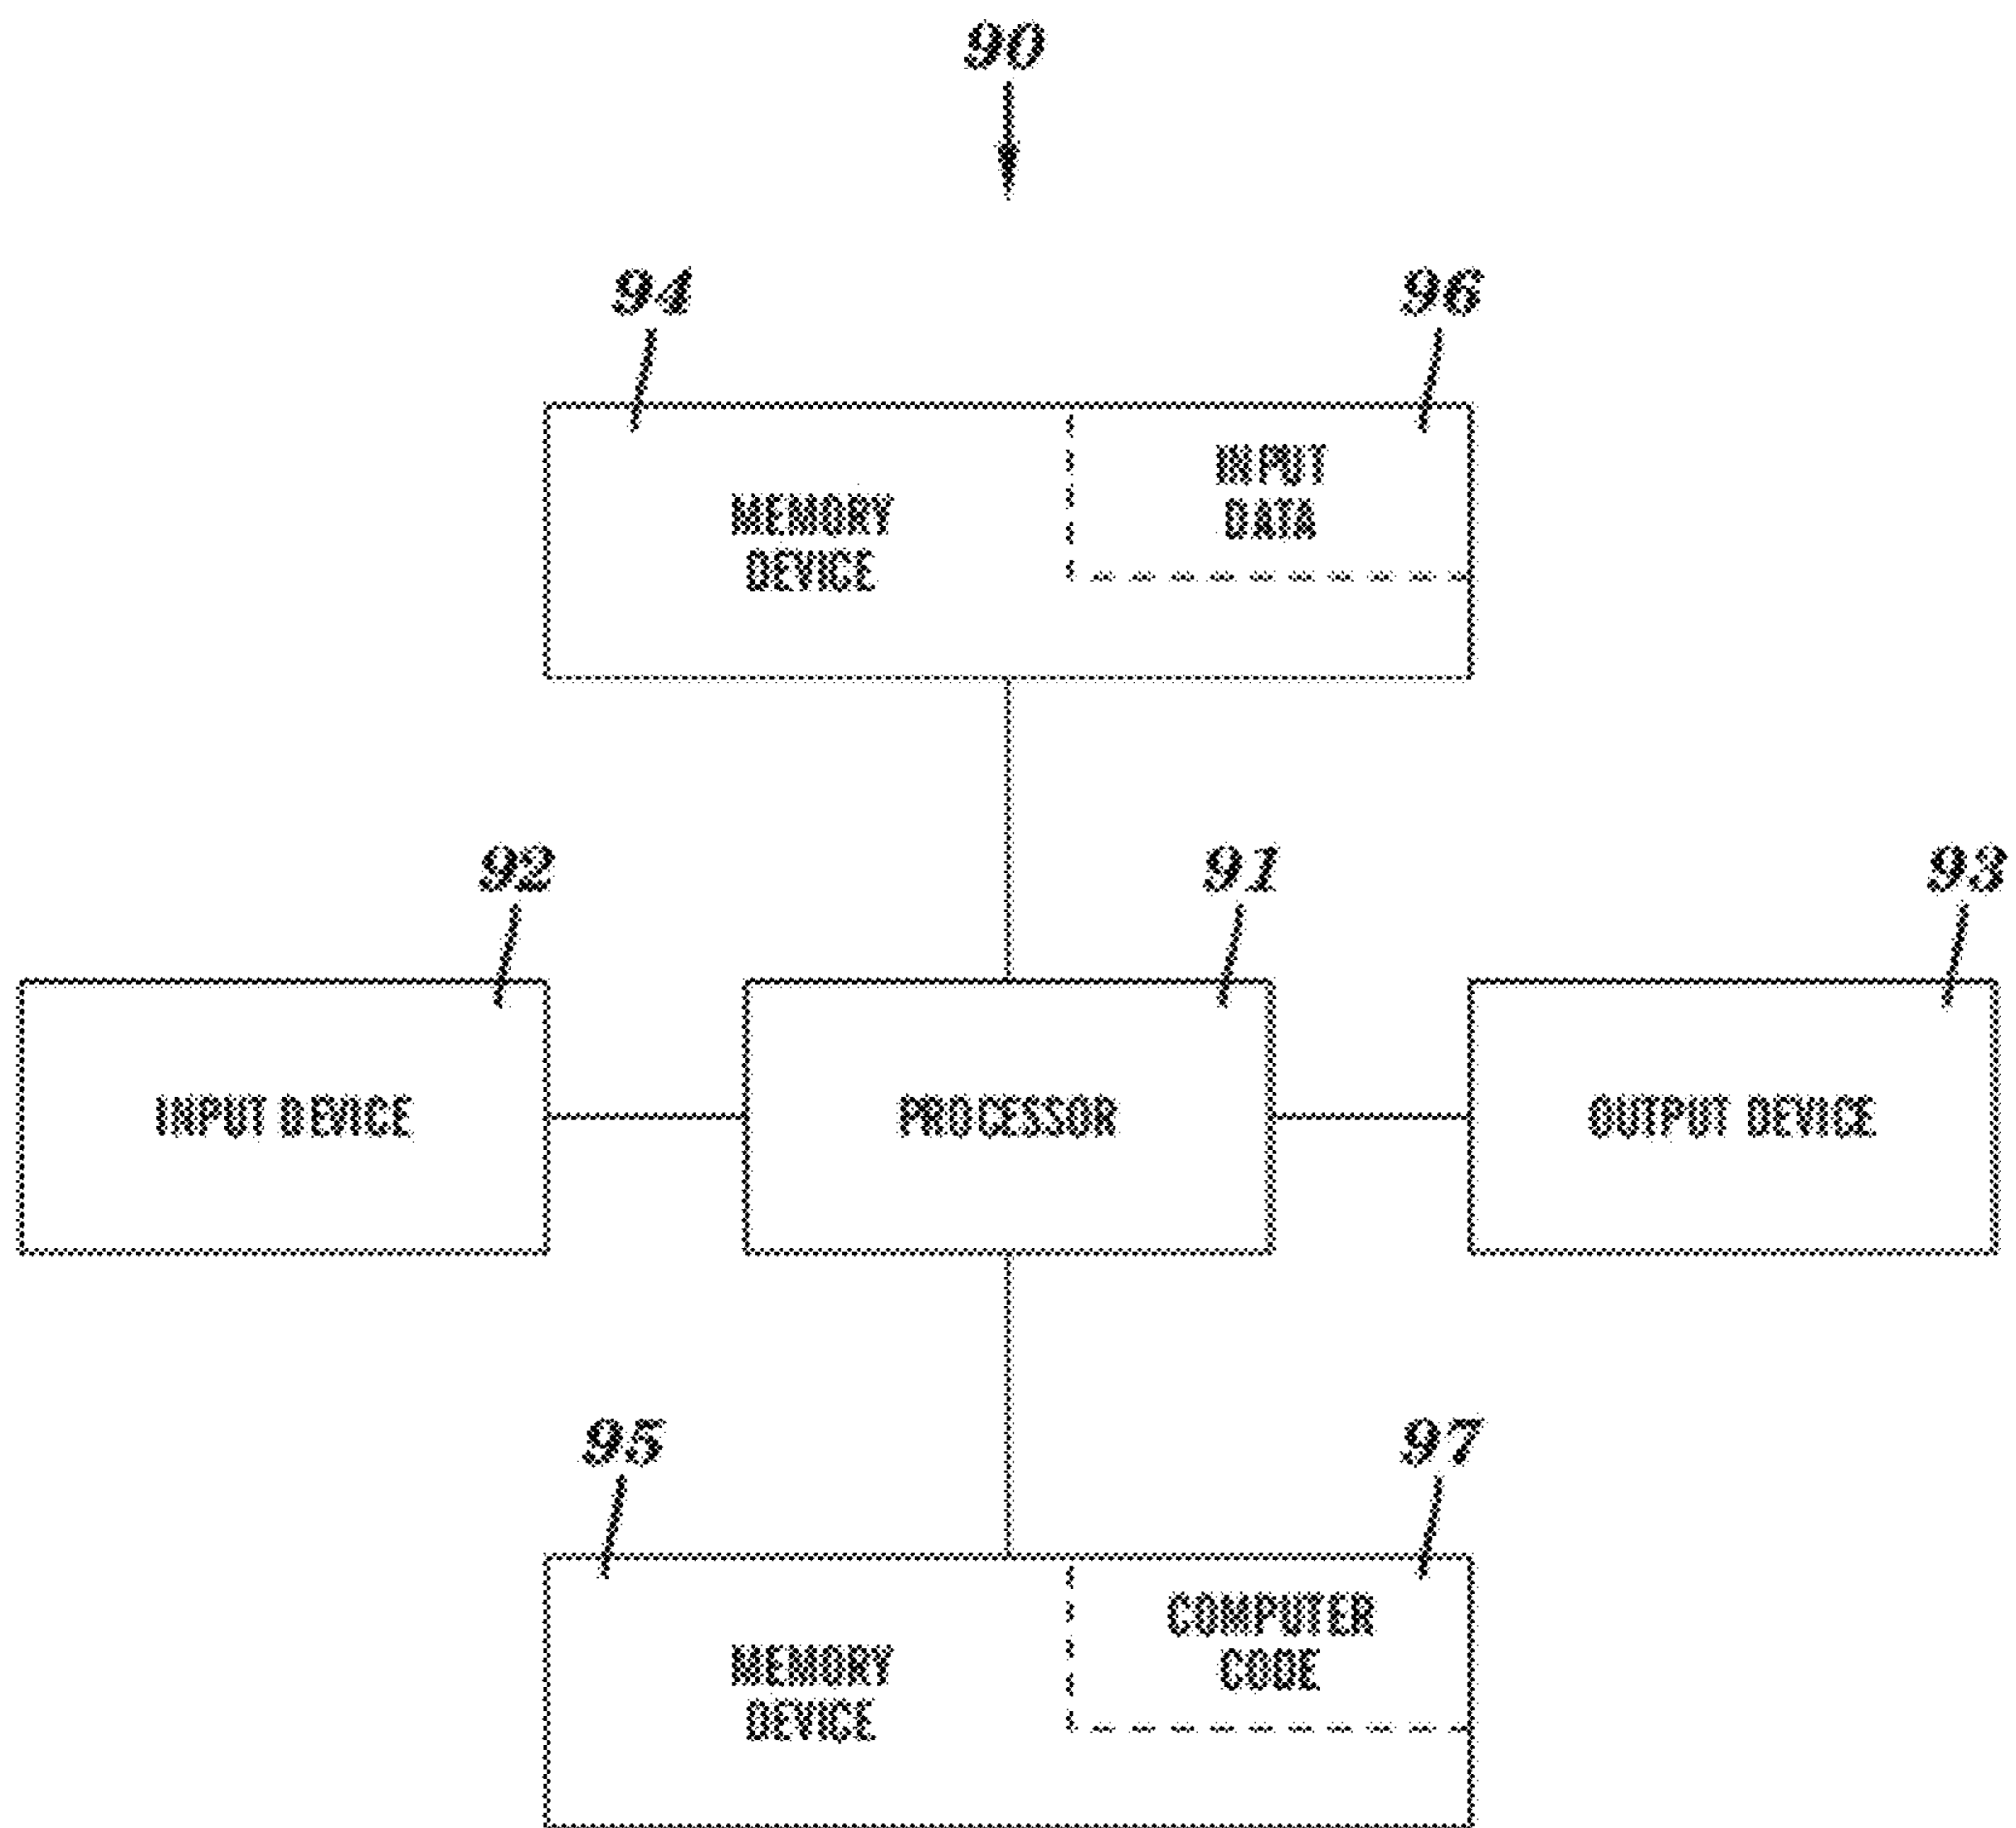 90
94
96
MEMORY
DEVICE
INPUT
DATA
92
91
93
INPUT DEVICE
PROCESSOR
OUTPUT DEVICE
95
97
MEMORY
DEVICE
COMPUTER
CODE